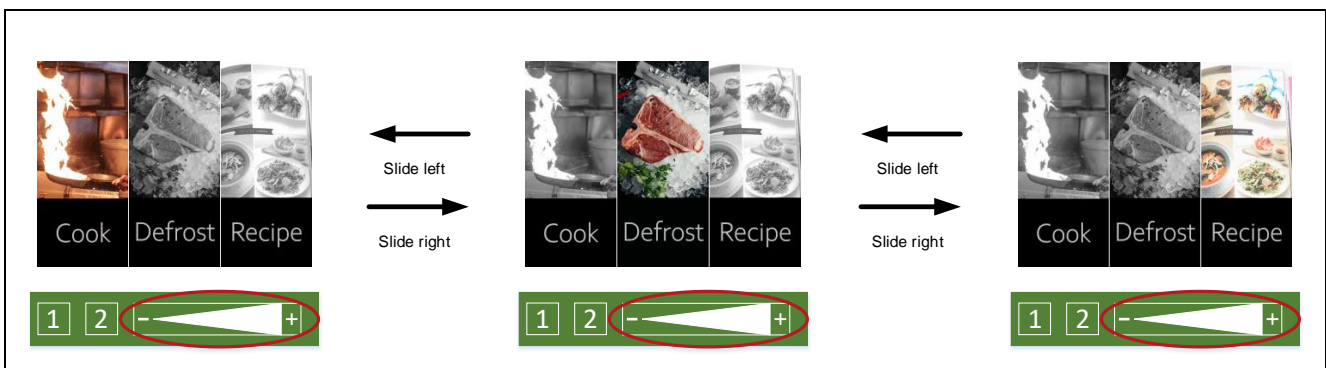 Cook Defrost Recipe
1 2 - +
Slide left
Slide right
Cook Defrost Recipe
1 2 - +
Slide left
Slide right
Cook Defrost Recipe
1 2 - +